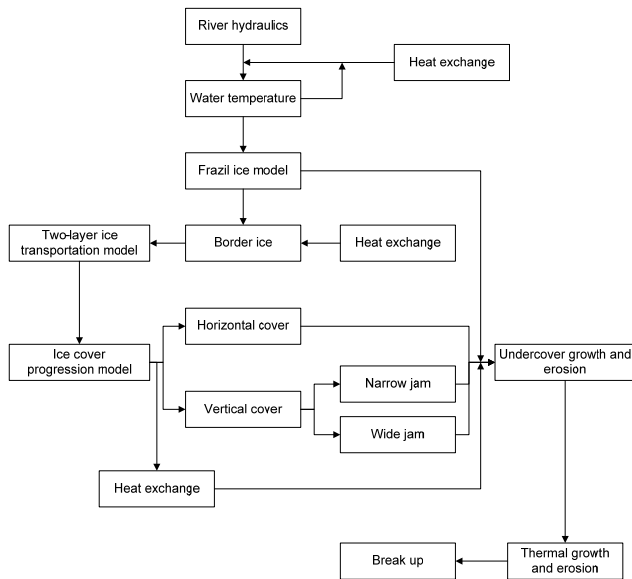 River hydraulics
Heat exchange
Water temperature
Frazil ice model
Two-layer ice
transportation model
Border ice
Heat exchange
Horizontal cover
Ice cover
progression model
Undercover growth and
erosion
Narrow jam
Vertical cover
Wide jam
Heat exchange
Break up
Thermal growth
and erosion